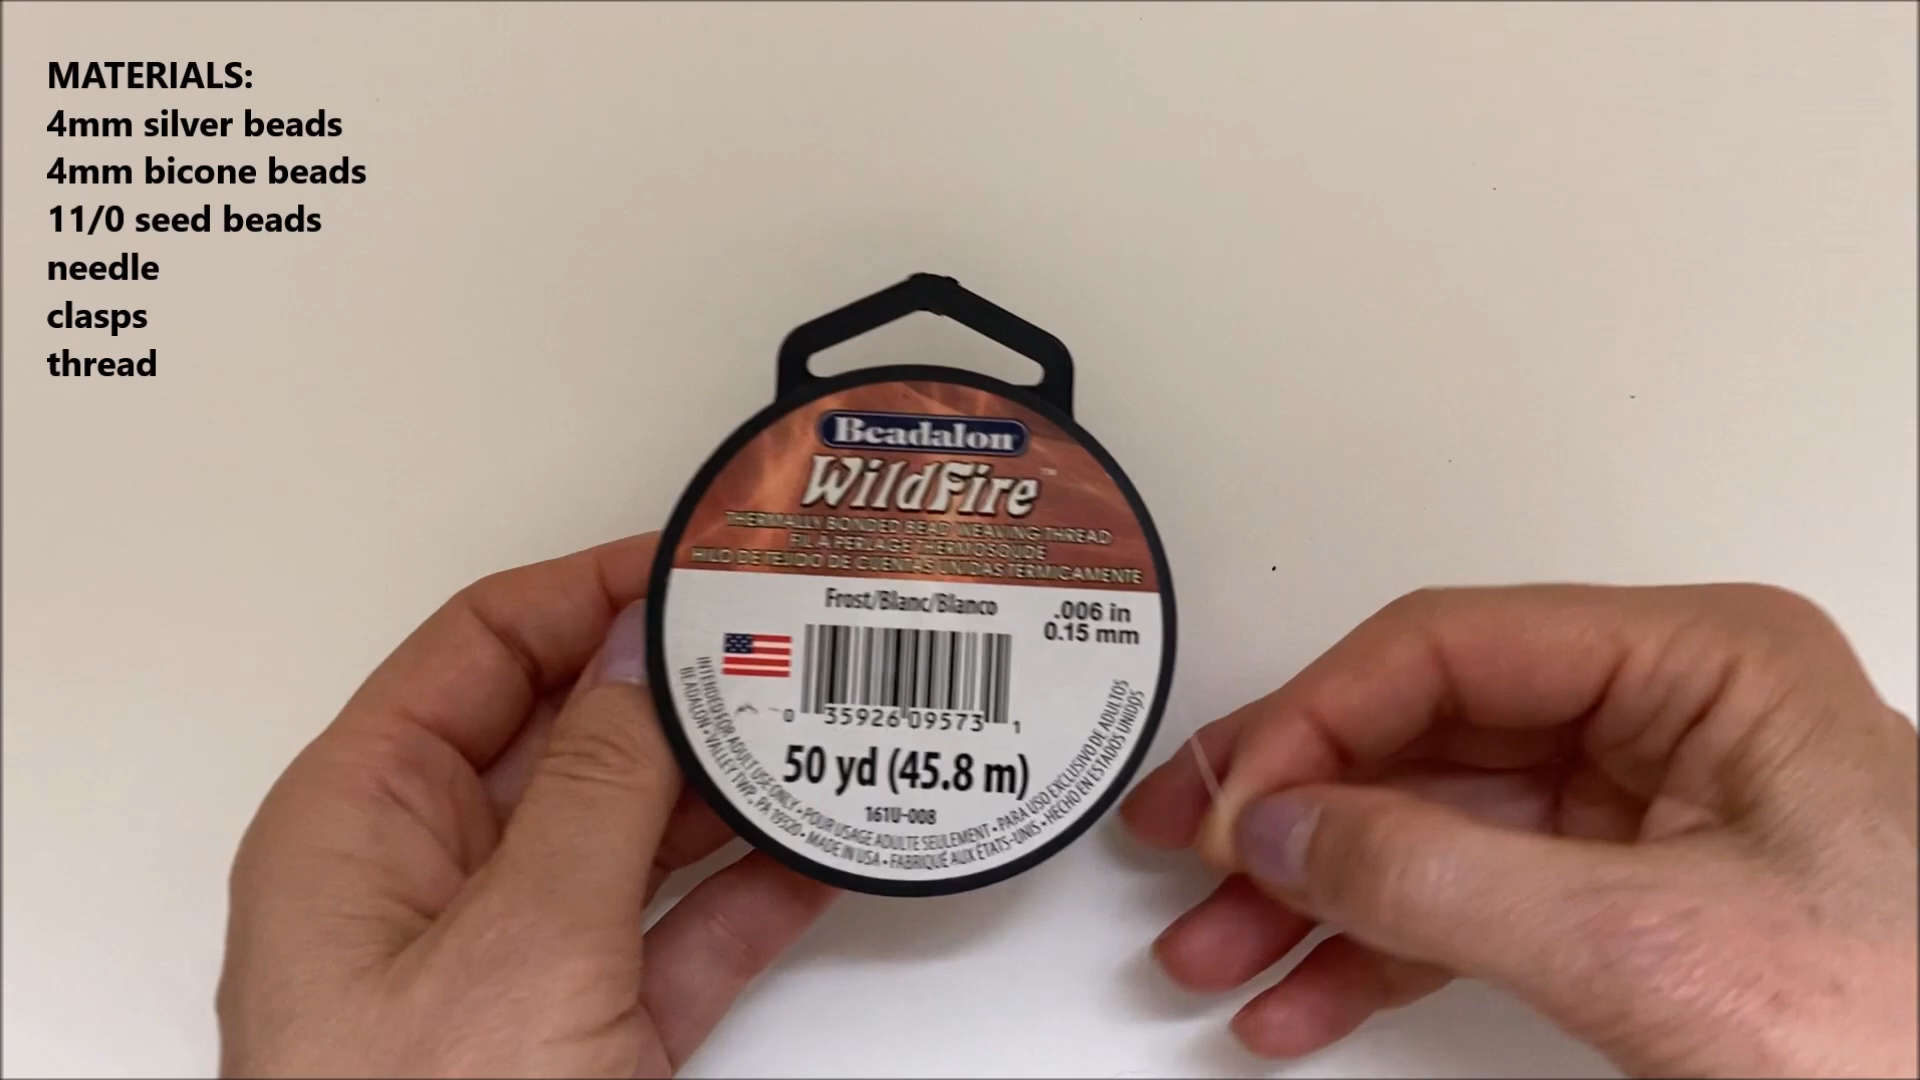 MATERIALS:
4mm silver beads
4mm bicone beads
11/0 seed beads
needle
clasps
thread
Beadalon
WildFire™
THERMALLY BONDED BEAD WEAVING THREAD
FIL A PERLAGE THERMOSOUDE
HILO DE TEJIDO DE CUENTAS UNIDAS TERMICAMENTE
Frost/Blanc/Blanco
.006 in
0.15 mm
0 35926 09573 1
50 yd (45.8 m)
161U-008
INTENDED FOR ADULT USE ONLY • POUR USAGE ADULTE SEULEMENT • PARA USO EXCLUSIVO DE ADULTOS
BEADALON • VALLEY TWP., PA 19320 • MADE IN USA • FABRIQUÉ AUX ÉTATS-UNIS • HECHO EN ESTADOS UNIDOS